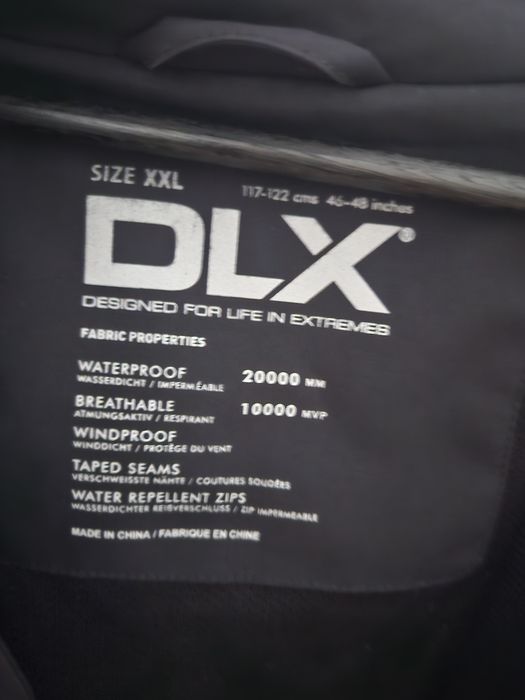 SIZE XXL
117-122 cms 46-48 inches
DLX®
DESIGNED FOR LIFE IN EXTREMES
FABRIC PROPERTIES
WATERPROOF 20000 MM
WASSERDICHT / IMPERMÉABLE
BREATHABLE 10000 MVP
ATMUNGSAKTIV / RESPIRANT
WINDPROOF
WINDDICHT / PROTÈGE DU VENT
TAPED SEAMS
VERSCHWEISSTE NÄHTE / COUTURES SOUDÉES
WATER REPELLENT ZIPS
WASSERDICHTER REIßVERSCHLUSS / ZIP IMPERMEABLE
MADE IN CHINA / FABRIQUE EN CHINE